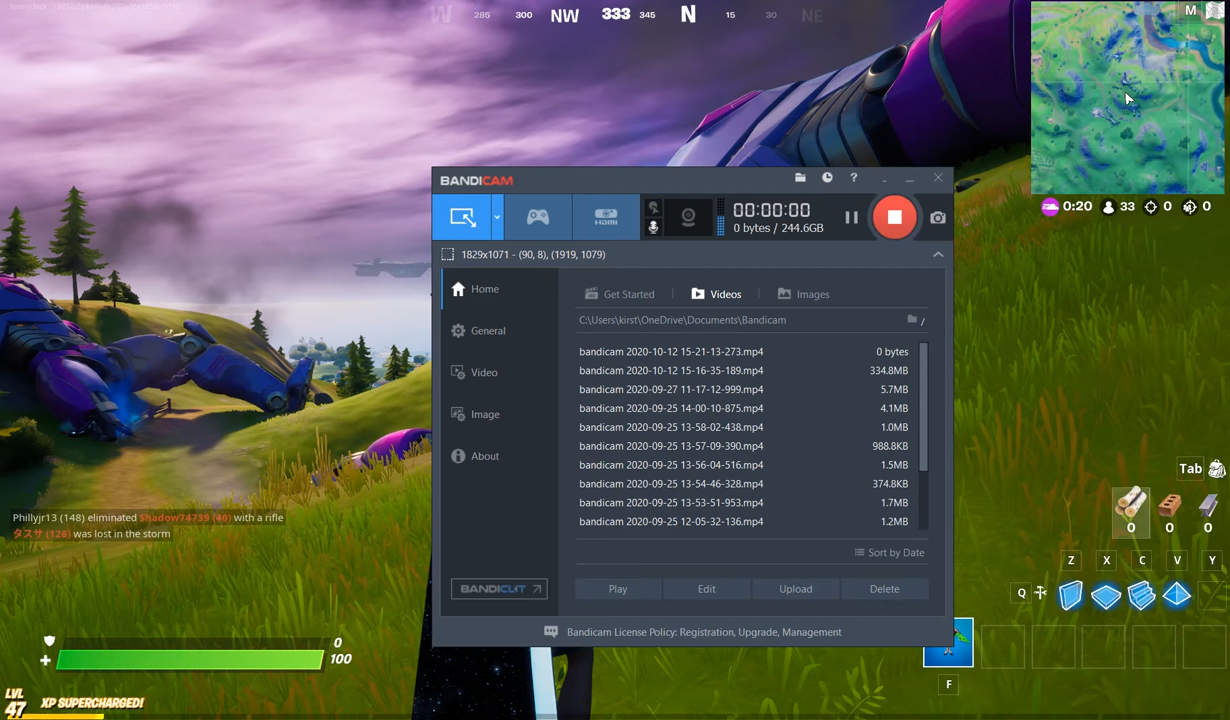 W 285 300 NW 333 345 N 15 30 NE
M
0:20 33 0 0
BANDICAM
?
HDMI
00:00:00
0 bytes / 244.6GB
1829x1071 - (90, 8), (1919, 1079)
Home
General
Video
Image
About
BANDICUT
Get Started
Videos
Images
C:\Users\kirst\OneDrive\Documents\Bandicam /
bandicam 2020-10-12 15-21-13-273.mp4 0 bytes
bandicam 2020-10-12 15-16-35-189.mp4 334.8MB
bandicam 2020-09-27 11-17-12-999.mp4 5.7MB
bandicam 2020-09-25 14-00-10-875.mp4 4.1MB
bandicam 2020-09-25 13-58-02-438.mp4 1.0MB
bandicam 2020-09-25 13-57-09-390.mp4 988.8KB
bandicam 2020-09-25 13-56-04-516.mp4 1.5MB
bandicam 2020-09-25 13-54-46-328.mp4 374.8KB
bandicam 2020-09-25 13-53-51-953.mp4 1.7MB
bandicam 2020-09-25 12-05-32-136.mp4 1.2MB
Sort by Date
Play Edit Upload Delete
Bandicam License Policy: Registration, Upgrade, Management
Phillyjr13 (148) eliminated Shadow74739 (40) with a rifle
タスサ (126) was lost in the storm
0
100
LVL
47
XP SUPERCHARGED!
Tab
0 0 0
Z X C V Y
Q
F